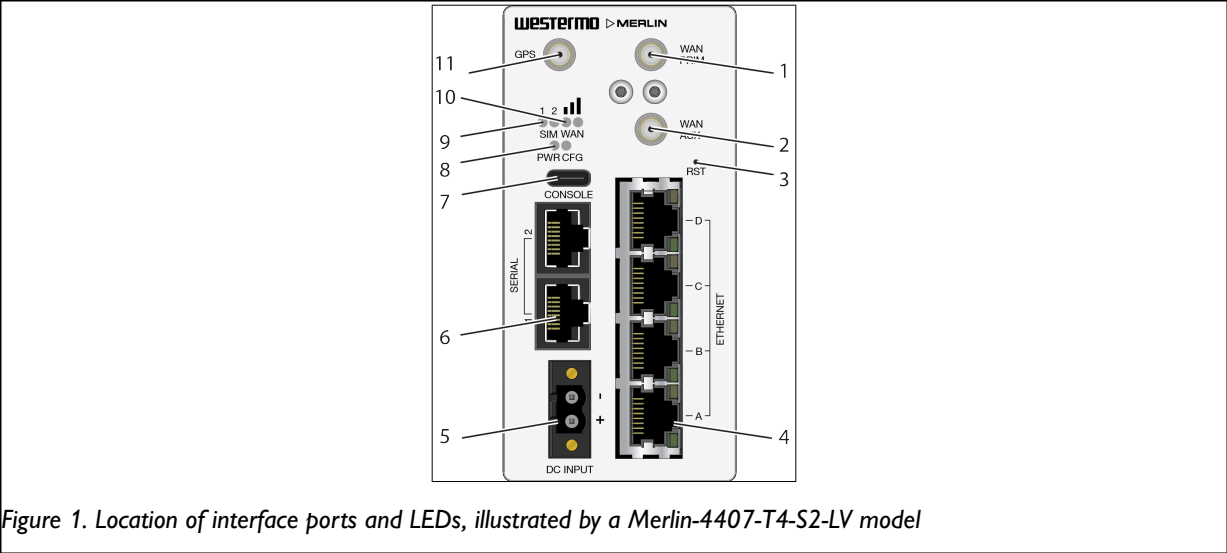 Westermo MERLIN
GPS
WAN
PRIM
11
1
10
1 2
9
SIM WAN
WAN
AUX
2
8
PWR CFG
RST
3
7
CONSOLE
2
D
SERIAL
C
ETHERNET
1
6
B
-
+
A
5
4
DC INPUT
Figure 1. Location of interface ports and LEDs, illustrated by a Merlin-4407-T4-S2-LV model